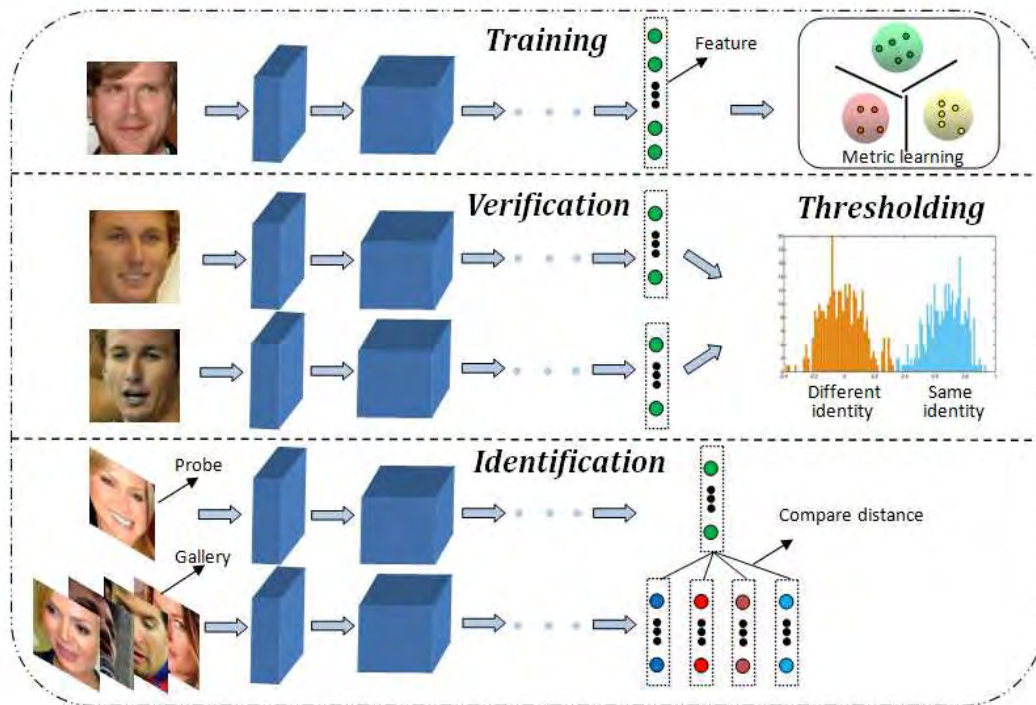 Training
Feature
Metric learning
Verification
Thresholding
Different
identity
Same
identity
Identification
Probe
Compare distance
Gallery